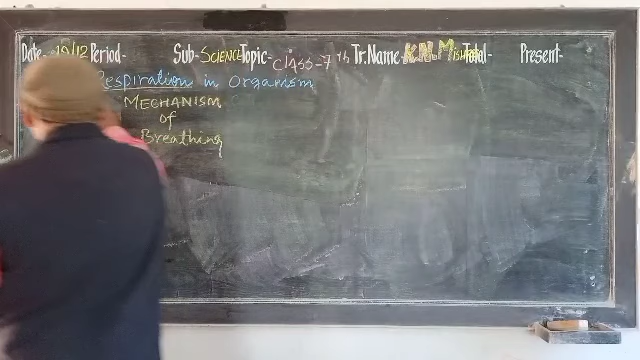 Date- 19/12 Period- Sub- SCIENCE Topic- CLASS-7th Tr.Name- K.N.Mishra Total- Present-
Respiration in Organism
MECHANISM
of
Breathing